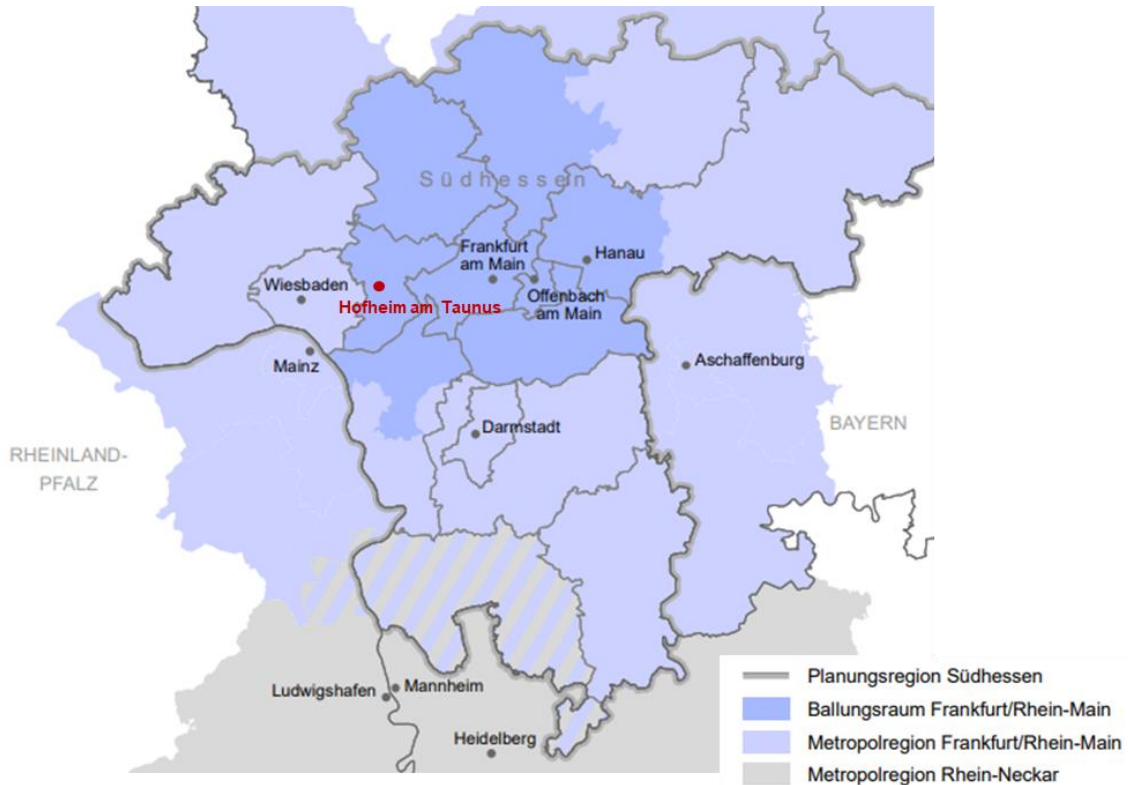 Südhessen
Frankfurt
am Main
Hanau
Wiesbaden
Offenbach
am Main
Hofheim am Taunus
Mainz
Aschaffenburg
Darmstadt
BAYERN
RHEINLAND-
PFALZ
Ludwigshafen
Mannheim
Heidelberg
Planungsregion Südhessen
Ballungsraum Frankfurt/Rhein-Main
Metropolregion Frankfurt/Rhein-Main
Metropolregion Rhein-Neckar